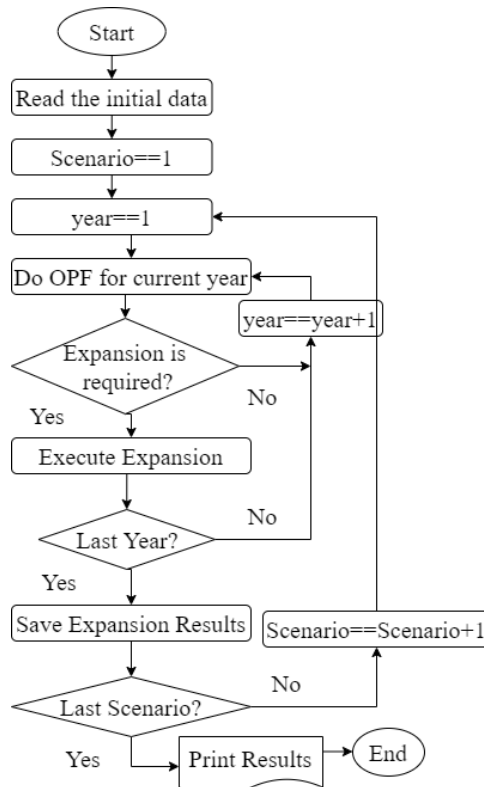 Start
Read the initial data
Scenario==1
year==1
Do OPF for current year
year==year+1
Expansion is
required?
No
Yes
Execute Expansion
No
Last Year?
Yes
Save Expansion Results
Scenario==Scenario+1
No
Last Scenario?
Yes
Print Results
End